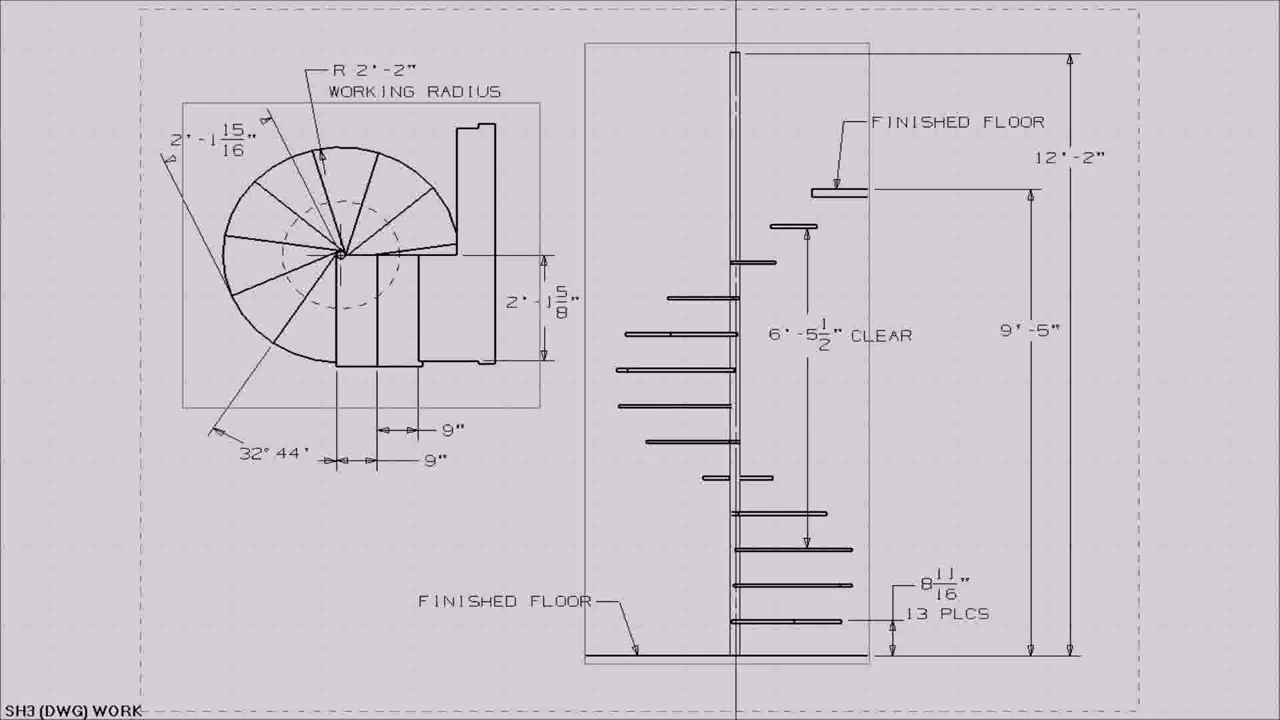 R 2'-2"
WORKING RADIUS
2'-1 15/16"
FINISHED FLOOR
12'-2"
2'-1 5/8"
6'-5 1/2" CLEAR
9'-5"
9"
32°44'
9"
8 11/16"
13 PLCS
FINISHED FLOOR
SH3 (DWG) WORK